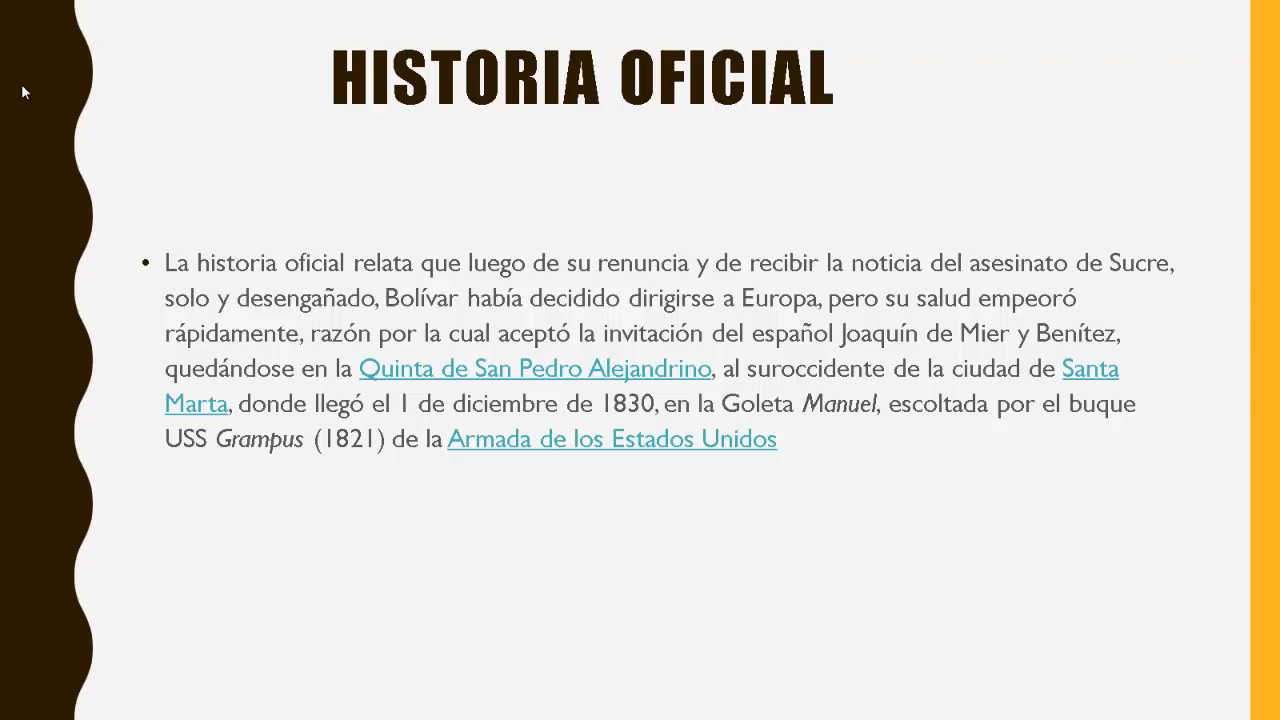 HISTORIA OFICIAL
• La historia oficial relata que luego de su renuncia y de recibir la noticia del asesinato de Sucre,
solo y desengañado, Bolívar había decidido dirigirse a Europa, pero su salud empeoró
rápidamente, razón por la cual aceptó la invitación del español Joaquín de Mier y Benítez,
quedándose en la Quinta de San Pedro Alejandrino, al suroccidente de la ciudad de Santa
Marta, donde llegó el 1 de diciembre de 1830, en la Goleta Manuel, escoltada por el buque
USS Grampus (1821) de la Armada de los Estados Unidos